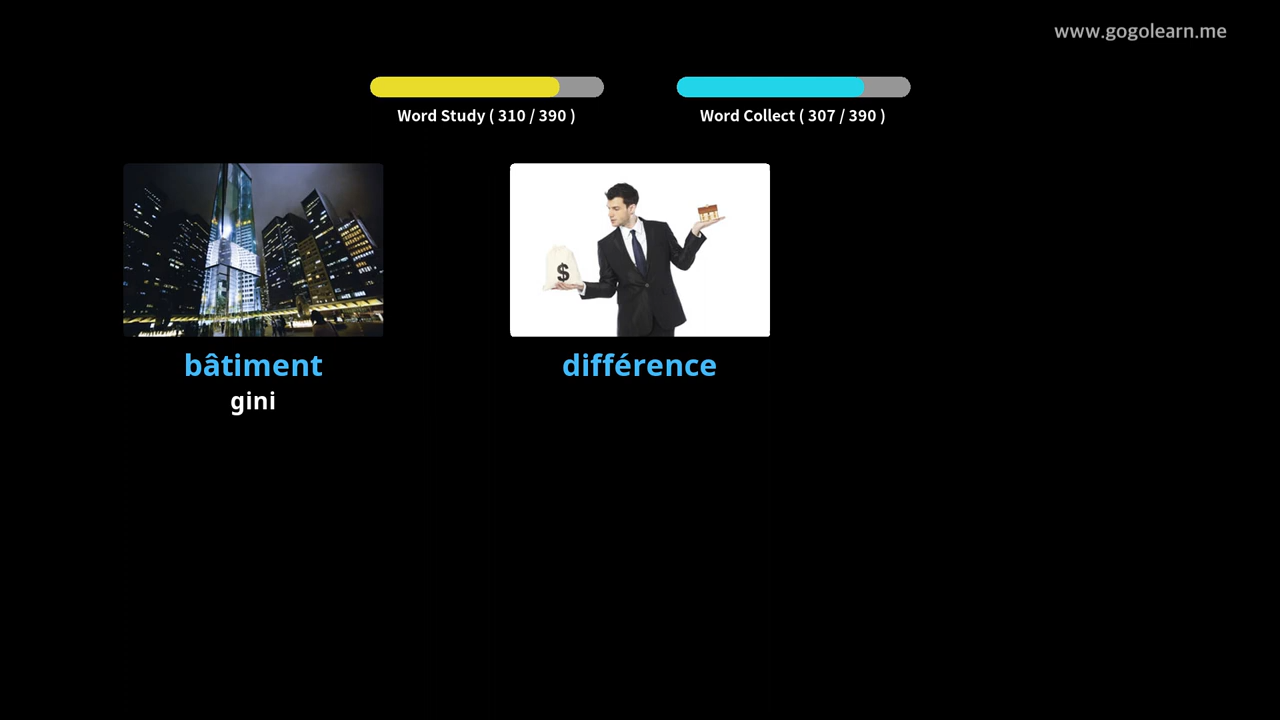 www.gogolearn.me
Word Study ( 310 / 390 )
Word Collect ( 307 / 390 )
$
bâtiment
gini
différence